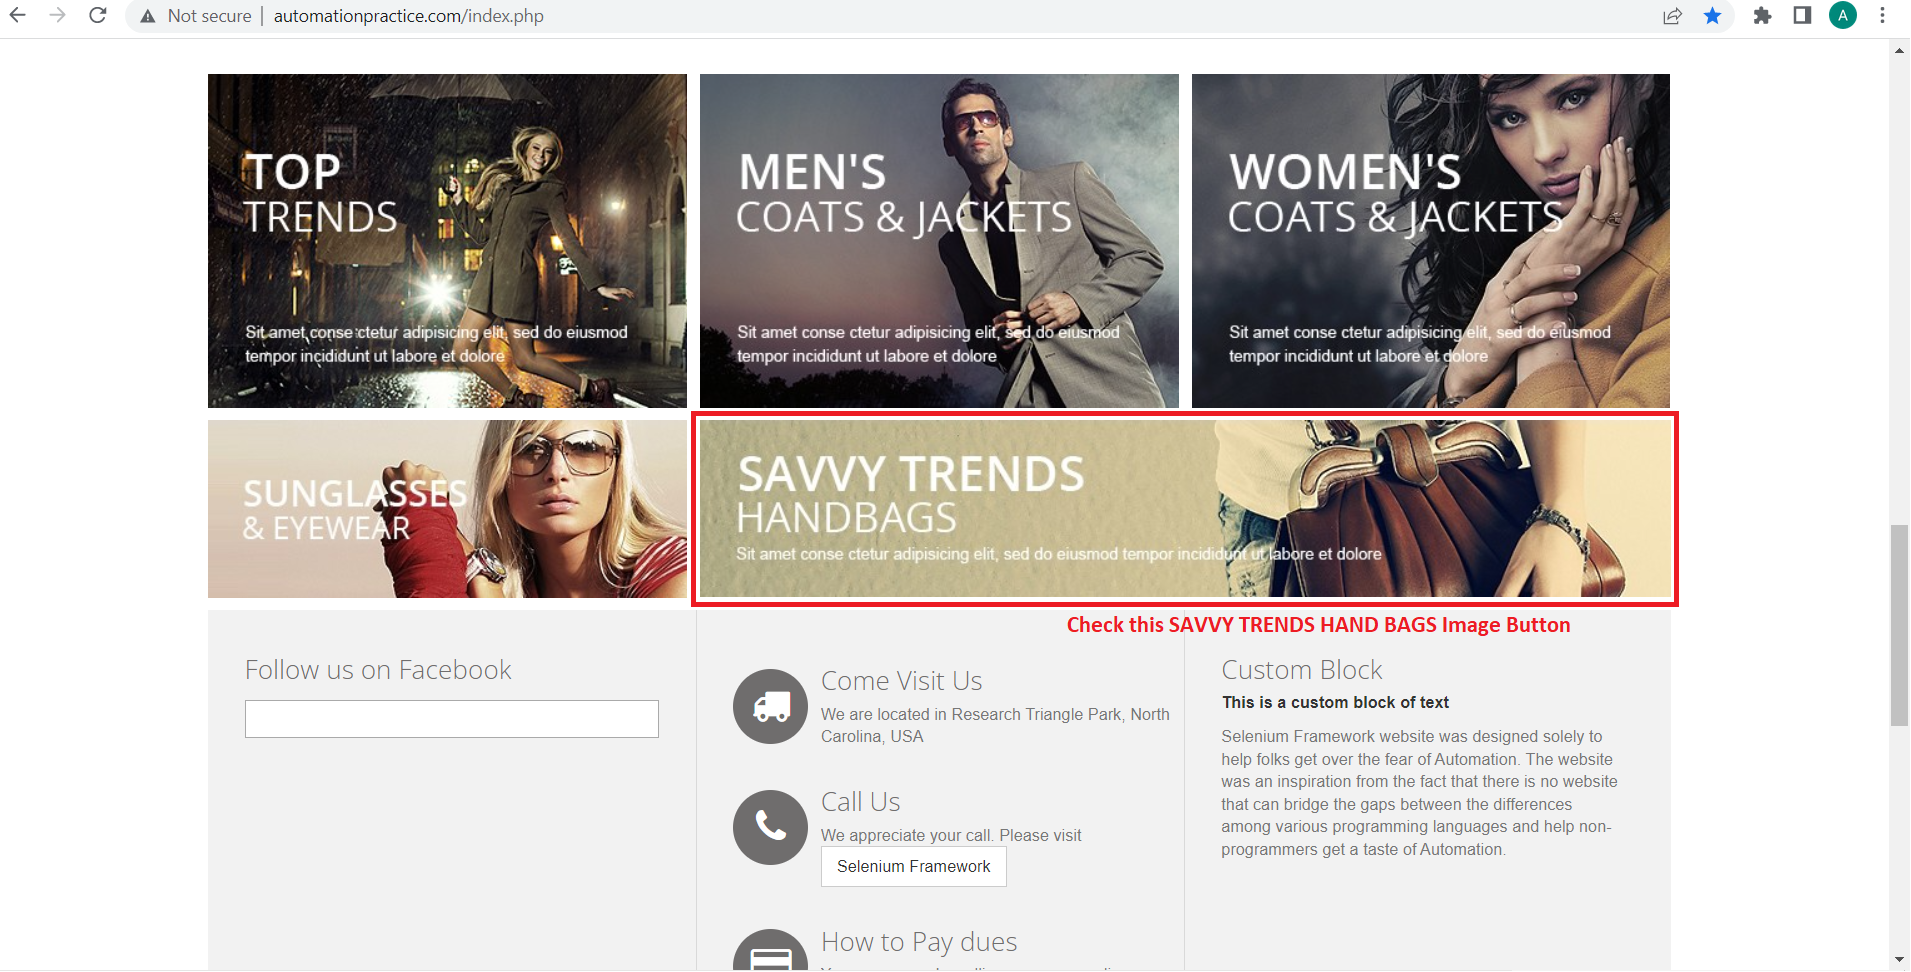 Not secure | automationpractice.com/index.php
A
TOP
TRENDS
Sit amet conse ctetur adipisicing elit, sed do eiusmod
tempor incididunt ut labore et dolore
MEN'S
COATS & JACKETS
Sit amet conse ctetur adipisicing elit, sed do eiusmod
tempor incididunt ut labore et dolore
WOMEN'S
COATS & JACKETS
Sit amet conse ctetur adipisicing elit, sed do eiusmod
tempor incididunt ut labore et dolore
SUNGLASSES
& EYEWEAR
SAVVY TRENDS
HANDBAGS
Sit amet conse ctetur adipisicing elit, sed do eiusmod tempor incididunt ut labore et dolore
Check this SAVVY TRENDS HAND BAGS Image Button
Follow us on Facebook
Come Visit Us
We are located in Research Triangle Park, North
Carolina, USA
Call Us
We appreciate your call. Please visit
Selenium Framework
How to Pay dues
Custom Block
This is a custom block of text
Selenium Framework website was designed solely to
help folks get over the fear of Automation. The website
was an inspiration from the fact that there is no website
that can bridge the gaps between the differences
among various programming languages and help non-
programmers get a taste of Automation.